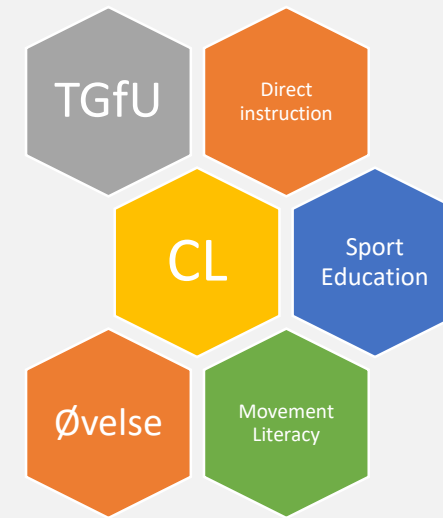 TGfU
Direct
instruction
CL
Sport
Education
Øvelse
Movement
Literacy